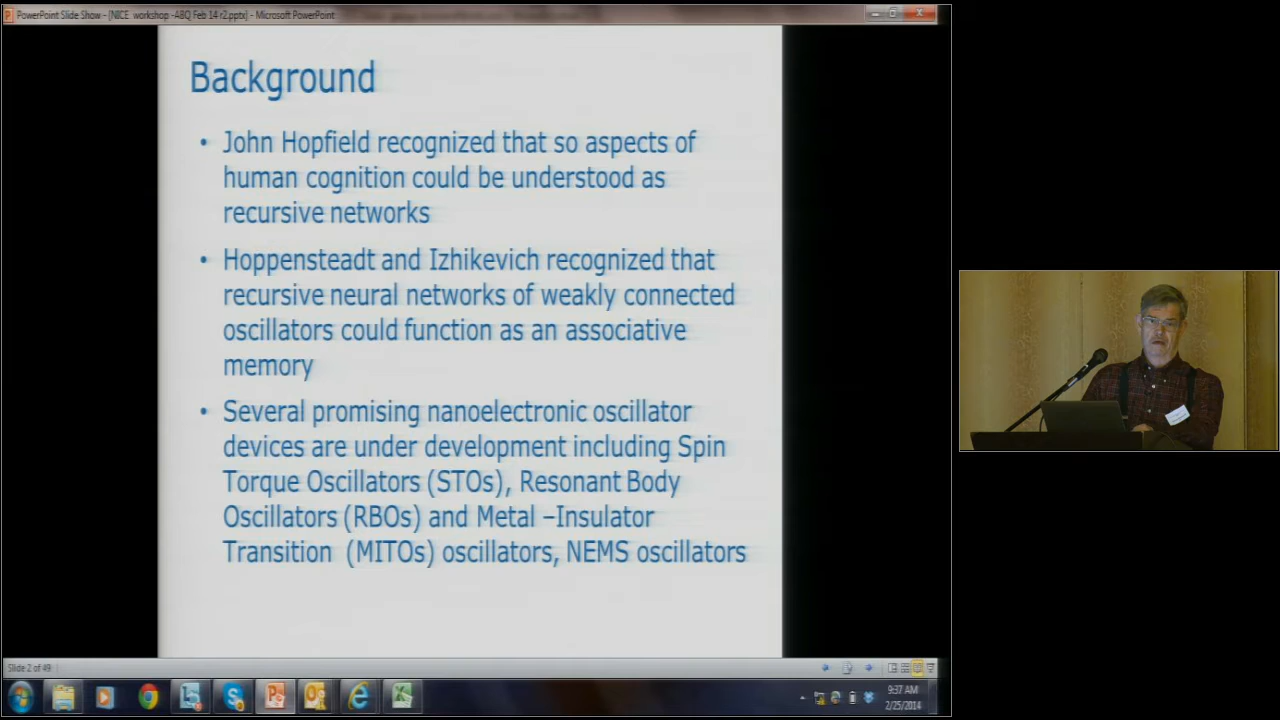 PowerPoint Slide Show - [NICE workshop -ABQ Feb 14 r2.pptx] - Microsoft PowerPoint
Background
• John Hopfield recognized that so aspects of
human cognition could be understood as
recursive networks
• Hoppensteadt and Izhikevich recognized that
recursive neural networks of weakly connected
oscillators could function as an associative
memory
• Several promising nanoelectronic oscillator
devices are under development including Spin
Torque Oscillators (STOs), Resonant Body
Oscillators (RBOs) and Metal –Insulator
Transition (MITOs) oscillators, NEMS oscillators
Slide 2 of 49
9:37 AM
2/25/2014